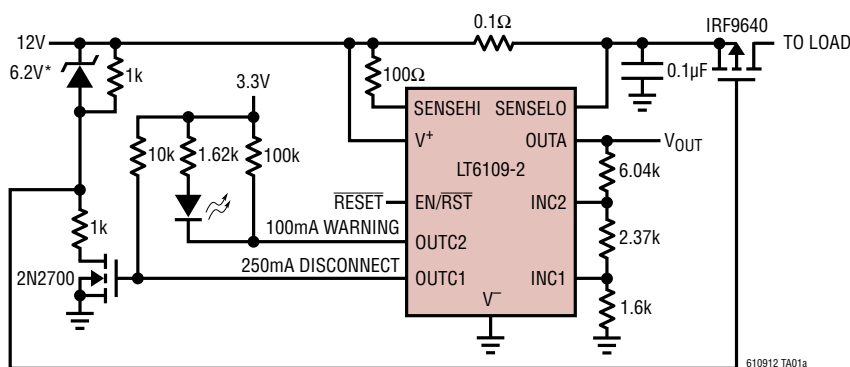 0.1Ω
IRF9640
12V
TO LOAD
6.2V*
1k
100Ω
0.1µF
3.3V
SENSEHI
SENSELO
V+
OUTA
VOUT
10k
1.62k
100k
LT6109-2
6.04k
RESET
EN/RST
INC2
100mA WARNING
OUTC2
2.37k
1k
250mA DISCONNECT
OUTC1
INC1
2N2700
V–
1.6k
610912 TA01a